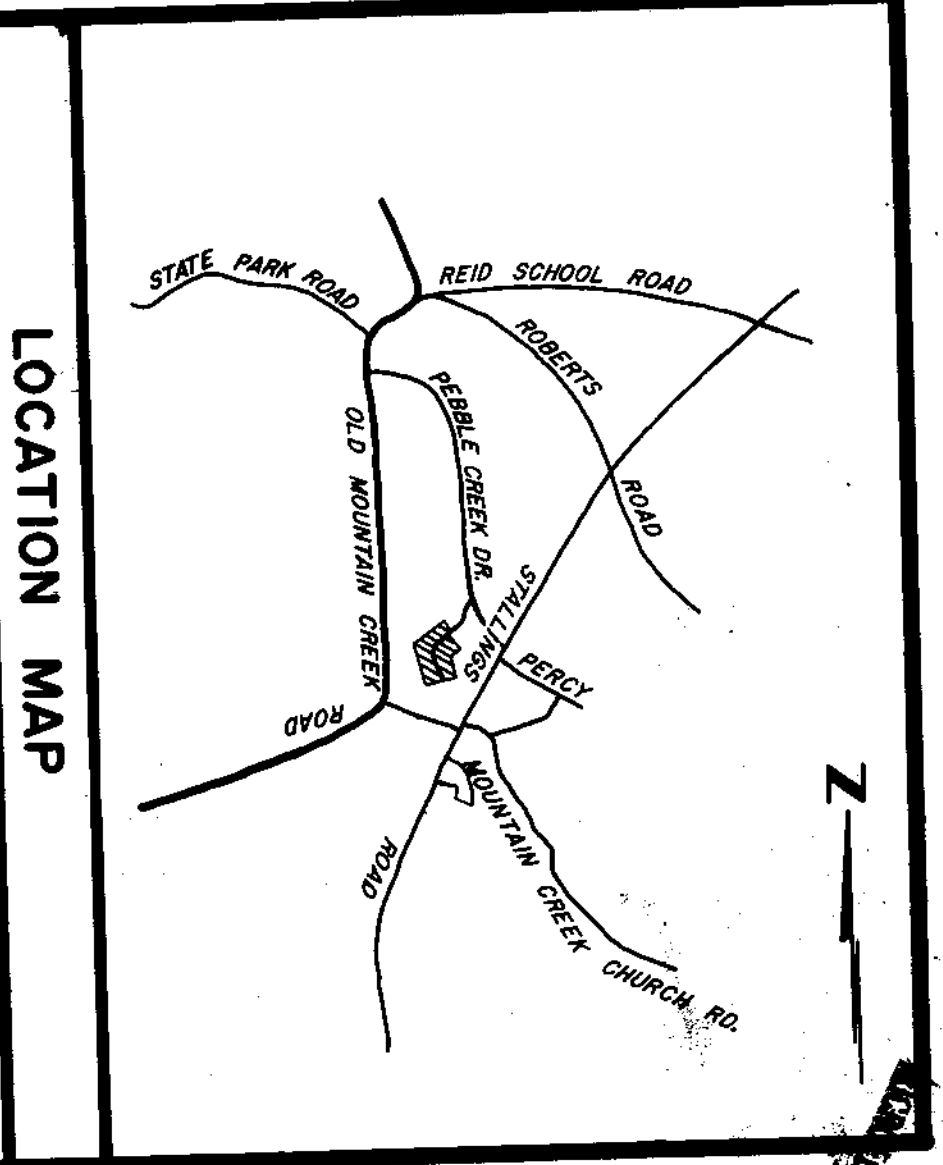 STATE PARK ROAD
REID SCHOOL ROAD
ROBERTS ROAD
PEBBLE CREEK DR.
OLD MOUNTAIN CREEK ROAD
STALLINGS ROAD
PERCY
MOUNTAIN CREEK CHURCH RD.
N
LOCATION MAP